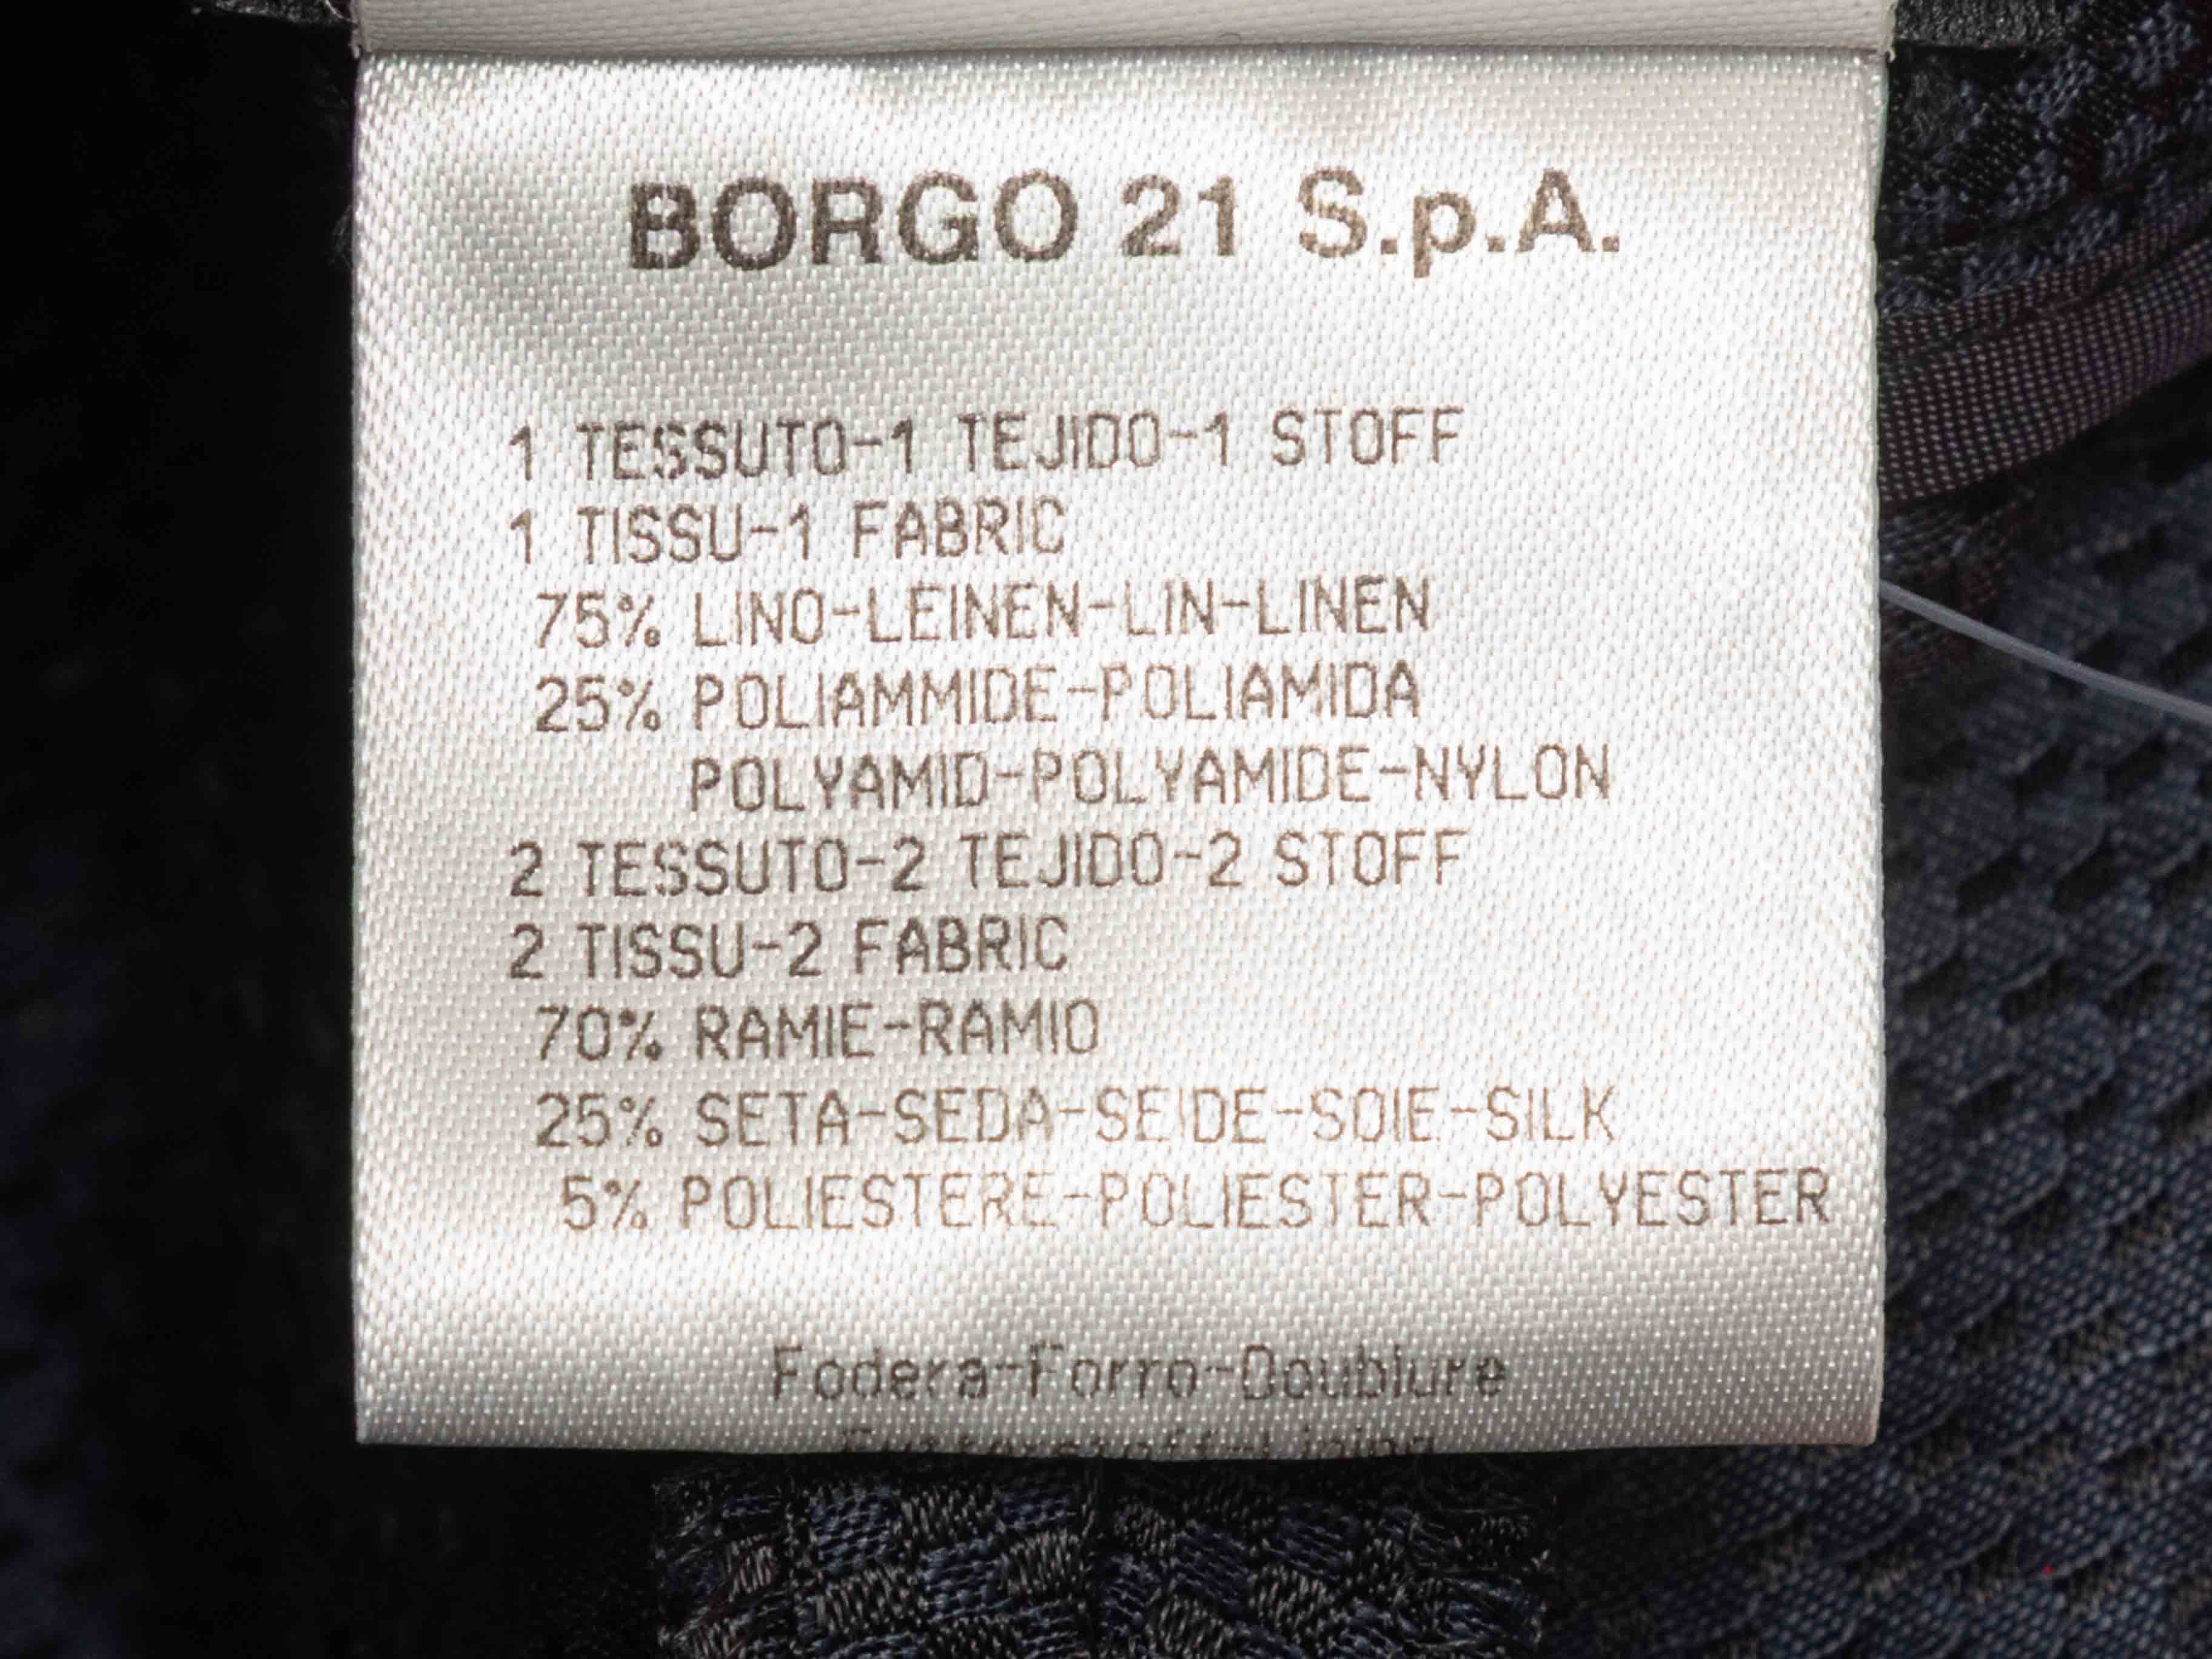 BORGO 21 S.p.A.
1 TESSUTO-1 TEJIDO-1 STOFF
1 TISSU-1 FABRIC
75% LINO-LEINEN-LIN-LINEN
25% POLIAMMIDE-POLIAMIDA
POLYAMID-POLYAMIDE-NYLON
2 TESSUTO-2 TEJIDO-2 STOFF
2 TISSU-2 FABRIC
70% RAMIE-RAMIO
25% SETA-SEDA-SEIDE-SOIE-SILK
5% POLIESTERE-POLIESTER-POLYESTER
Fodera-Forro-Doublure